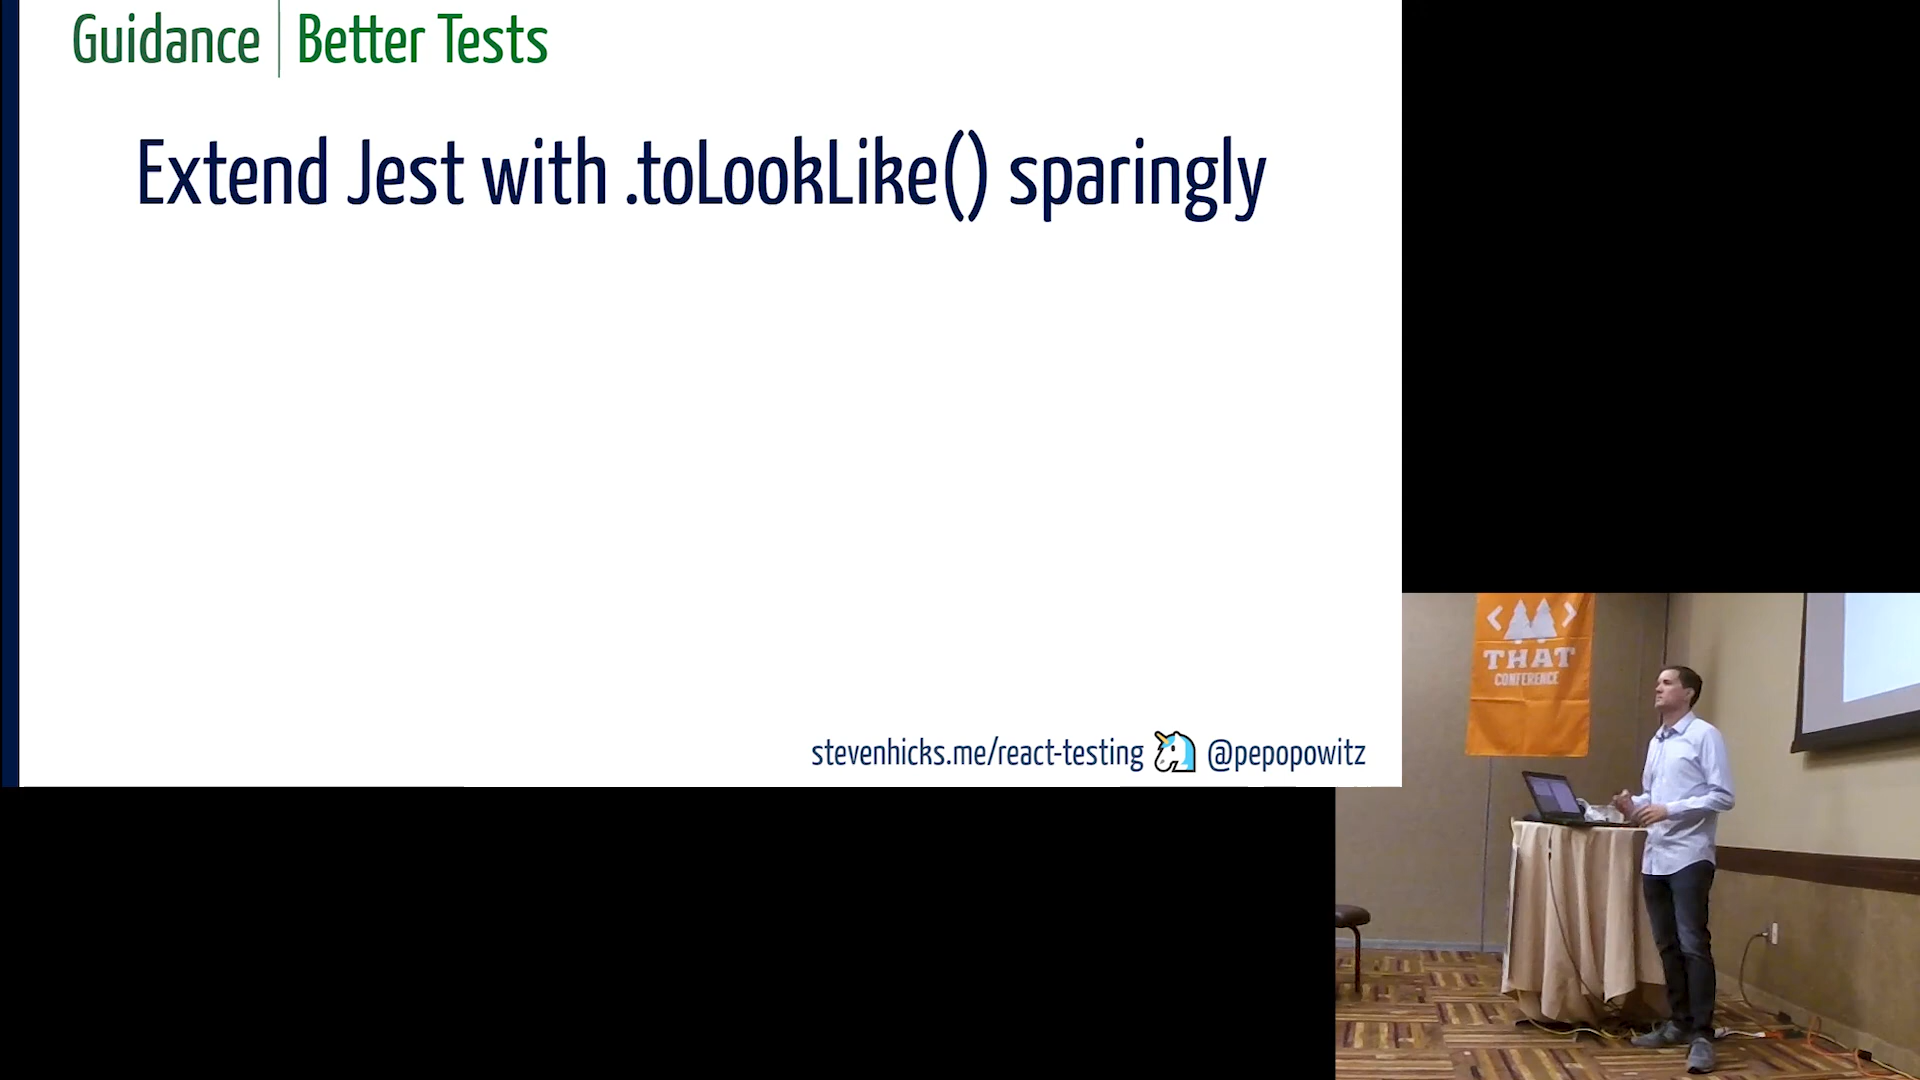 Guidance | Better Tests
Extend Jest with .toLookLike() sparingly
stevenhicks.me/react-testing 🦄 @pepopowitz
< >
THAT
CONFERENCE